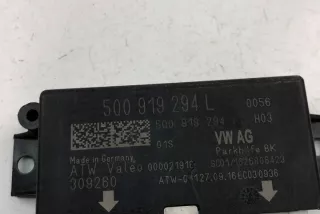 5Q0 919 294 L 0056
5Q0 919 294 H03
015 VW AG
Parkhilfe 8K
Made in Germany
ATW Valeo
309280